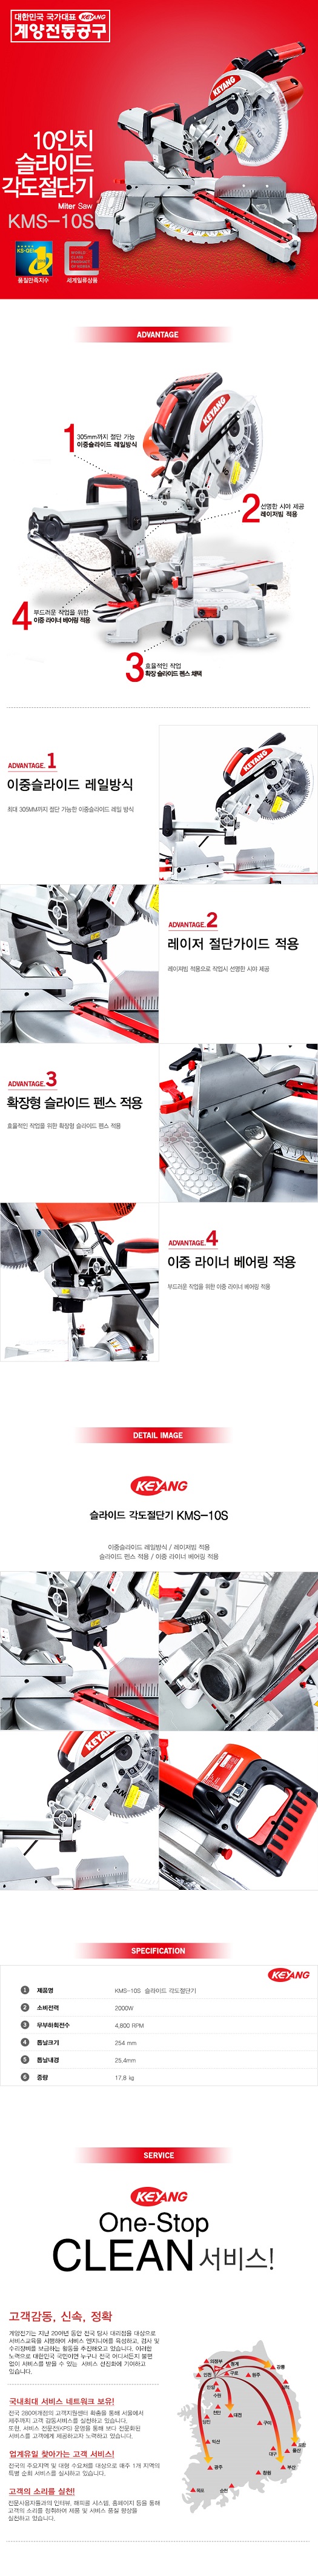 대한민국 국가대표 KEYANG
계양전동공구
10인치
슬라이드
각도절단기
Miter Saw
KMS-10S
품질만족지수
세계일류상품
ADVANTAGE
KEYANG
1 305mm까지 절단 가능
이중슬라이드 레일방식
2 선명한 시야 제공
레이저빔 적용
4 부드러운 작업을 위한
이중 라이너 베어링 적용
3 효율적인 작업
확장 슬라이드 펜스 채택
ADVANTAGE. 1
이중슬라이드 레일방식
최대 305MM까지 절단 가능한 이중슬라이드 레일 방식
KEYANG
ADVANTAGE. 2
레이저 절단가이드 적용
레이저빔 적용으로 작업시 선명한 시야 제공
ADVANTAGE. 3
확장형 슬라이드 펜스 적용
효율적인 작업을 위한 확장형 슬라이드 펜스 적용
ADVANTAGE. 4
이중 라이너 베어링 적용
부드러운 작업을 위한 이중 라이너 베어링 적용
DETAIL IMAGE
KEYANG
슬라이드 각도절단기 KMS-10S
이중슬라이드 레일방식 / 레이저빔 적용
슬라이드 펜스 적용 / 이중 라이너 베어링 적용
SPECIFICATION
KEYANG
1 제품명 KMS-10S 슬라이드 각도절단기
2 소비전력 2000W
3 무부하회전수 4,800 RPM
4 톱날크기 254 mm
5 톱날내경 25.4mm
6 중량 17.8 kg
SERVICE
KEYANG
One-Stop
CLEAN 서비스!
고객감동, 신속, 정확
계양전기는 지난 20여년 동안 전국 당사 대리점을 대상으로
서비스교육을 시행하여 서비스 엔지니어를 육성하고, 검사 및
수리장비를 보급하는 활동을 추진해오고 있습니다. 이러한
노력으로 대한민국 국민이면 누구나 전국 어디서든지 불편
없이 서비스를 받을 수 있는 서비스 선진화에 기여하고
있습니다.
국내최대 서비스 네트워크 보유!
전국 280여개점의 고객지원센터 확충을 통해 서울에서
제주까지 고객 감동서비스를 실천하고 있습니다.
또한, 서비스 전문점(KPS) 운영을 통해 보다 전문화된
서비스를 고객에게 제공하고자 노력하고 있습니다.
업계유일 찾아가는 고객 서비스!
전국의 주요지역 및 대형 수요처를 대상으로 매주 1개 지역의
특별 순회 서비스를 실시하고 있습니다.
고객의 소리를 실천!
전문사용자들과의 인터뷰, 해피콜 시스템, 홈페이지 등을 통해
고객의 소리를 청취하여 제품 및 서비스 품질 향상을
실천하고 있습니다.
의정부
강릉
인천
구로
원주
안양
수원
천안
대전
구미
익산
대구
포항
울산
부산
창원
광주
목포
순천